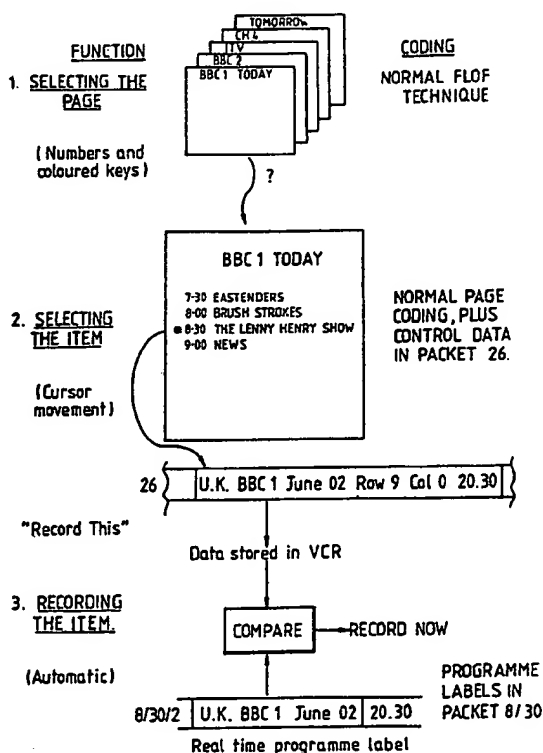 TOMORROW
CH 4
ITV
BBC 2
BBC 1 TODAY
FUNCTION
CODING
1. SELECTING THE
PAGE
NORMAL FLOF
TECHNIQUE
(Numbers and
coloured keys)
?
BBC 1 TODAY
7-30 EASTENDERS
8-00 BRUSH STROKES
8-30 THE LENNY HENRY SHOW
9-00 NEWS
2. SELECTING
THE ITEM
NORMAL PAGE
CODING, PLUS
CONTROL DATA
IN PACKET 26.
(Cursor
movement)
26 U.K. BBC 1 June 02 Row 9 Col 0 20.30
"Record This"
Data stored in VCR
3. RECORDING
THE ITEM.
COMPARE
RECORD NOW
(Automatic)
PROGRAMME
LABELS IN
PACKET 8/30
8/30/2 U.K. BBC 1 June 02 20.30
Real time programme label